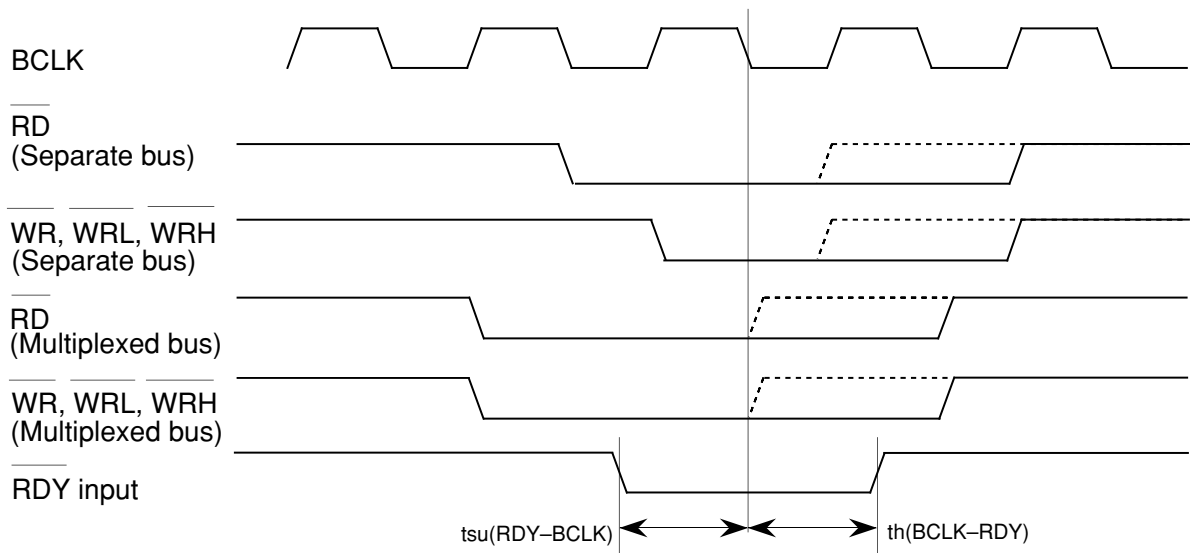 BCLK
RD
(Separate bus)
WR, WRL, WRH
(Separate bus)
RD
(Multiplexed bus)
WR, WRL, WRH
(Multiplexed bus)
RDY input
tsu(RDY–BCLK)
th(BCLK–RDY)